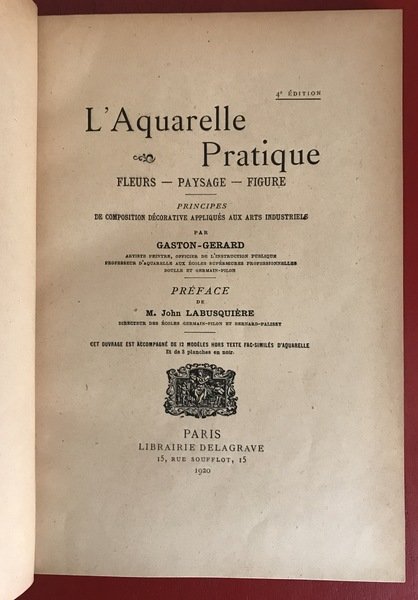 4e ÉDITION
L'Aquarelle
Pratique
FLEURS — PAYSAGE — FIGURE
PRINCIPES
DE COMPOSITION DÉCORATIVE APPLIQUÉS AUX ARTS INDUSTRIELS
PAR
GASTON-GERARD
ARTISTE PEINTRE, OFFICIER DE L'INSTRUCTION PUBLIQUE
PROFESSEUR D'AQUARELLE AUX ÉCOLES SUPÉRIEURES PROFESSIONNELLES
DUILLE ET GERMAIN-PILON
PRÉFACE
DE
M. John LABUSQUIÈRE
DIRECTEUR DES ÉCOLES GERMAIN-PILON ET BERNARD-PALISSY
CET OUVRAGE EST ACCOMPAGNÉ DE 12 MODÈLES HORS TEXTE FAC-SIMILÉS D'AQUARELLE
Et de 3 planches en noir.
PARIS
LIBRAIRIE DELAGRAVE
15, RUE SOUFFLOT, 15
1920